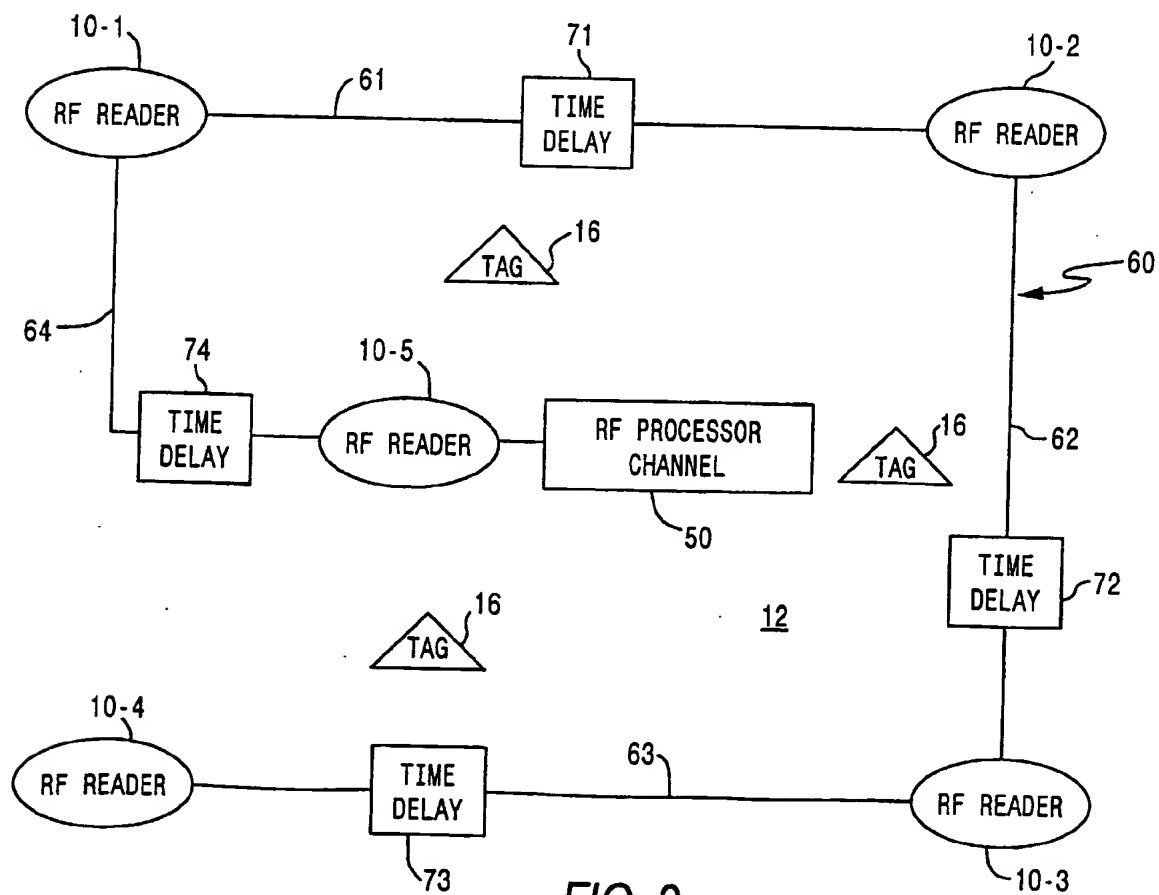 10-1
71
10-2
61
RF READER
TIME
DELAY
RF READER
16
TAG
60
64
74
10-5
TIME
DELAY
RF READER
RF PROCESSOR
CHANNEL
16
TAG
62
50
TIME
DELAY
72
16
TAG
12
10-4
63
RF READER
TIME
DELAY
RF READER
73
10-3